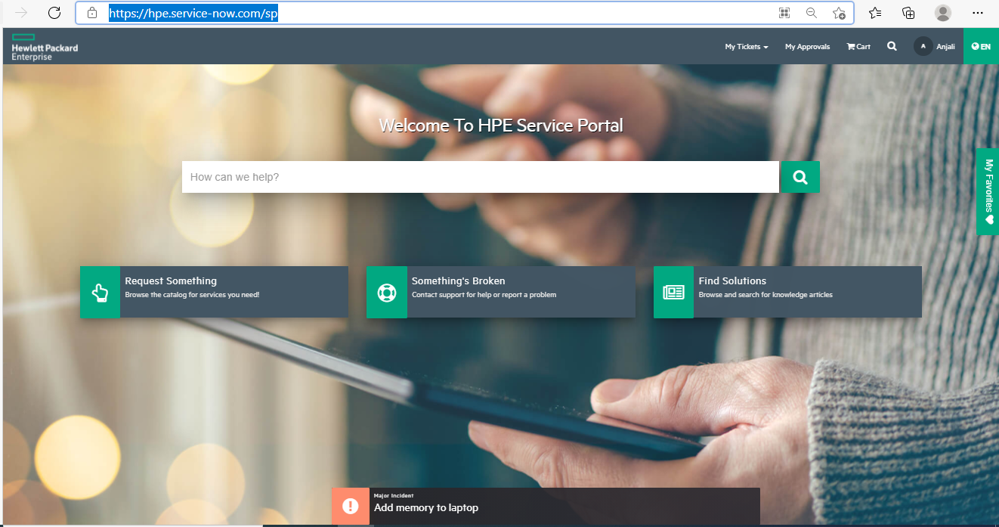 https://hpe.service-now.com/sp
Hewlett Packard
Enterprise
My Tickets
My Approvals
Cart
A
Anjali
EN
Welcome To HPE Service Portal
How can we help?
My Favorites
Request Something
Browse the catalog for services you need!
Something's Broken
Contact support for help or report a problem
Find Solutions
Browse and search for knowledge articles
Major Incident
Add memory to laptop